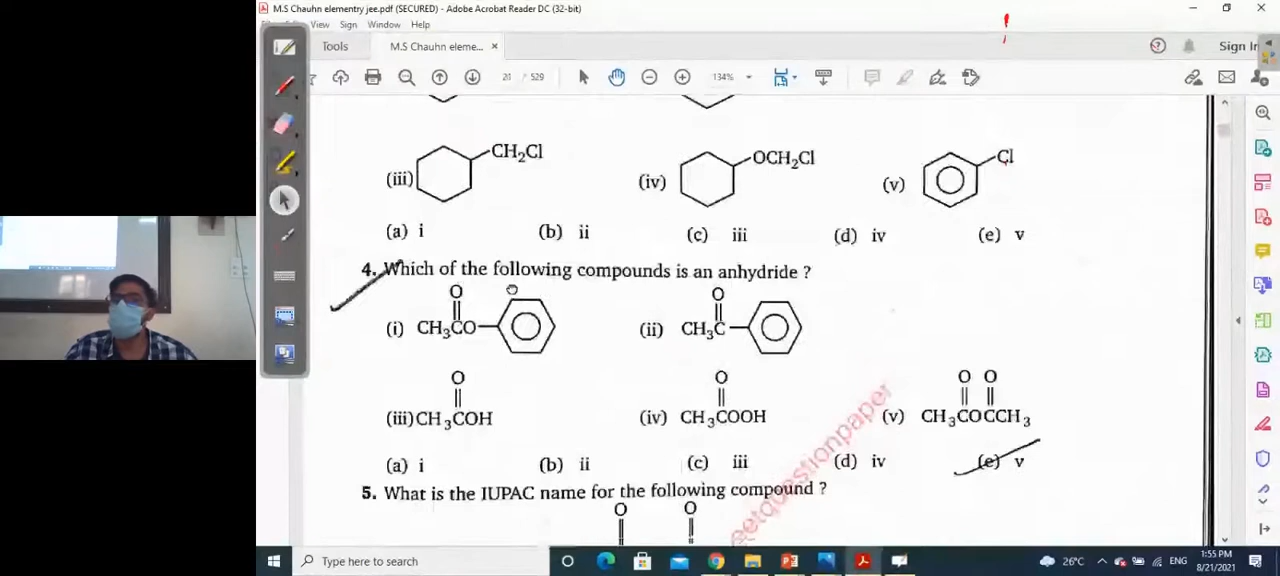 M.S Chauhn elementry jee.pdf (SECURED) - Adobe Acrobat Reader DC (32-bit)
View Sign Window Help
Tools M.S Chauhn eleme... × Sign In
20 / 529 134%
(iii) CH2Cl (iv) OCH2Cl (v) Cl
(a) i (b) ii (c) iii (d) iv (e) v
4. Which of the following compounds is an anhydride ?
O O
(i) CH3CO (ii) CH3C
O O O O
(iii) CH3COH (iv) CH3COOH (v) CH3COCCH3
(a) i (b) ii (c) iii (d) iv (e) v
5. What is the IUPAC name for the following compound ?
O O
eetquestionpaper
Type here to search 26°C ENG 1:55 PM
8/21/2021